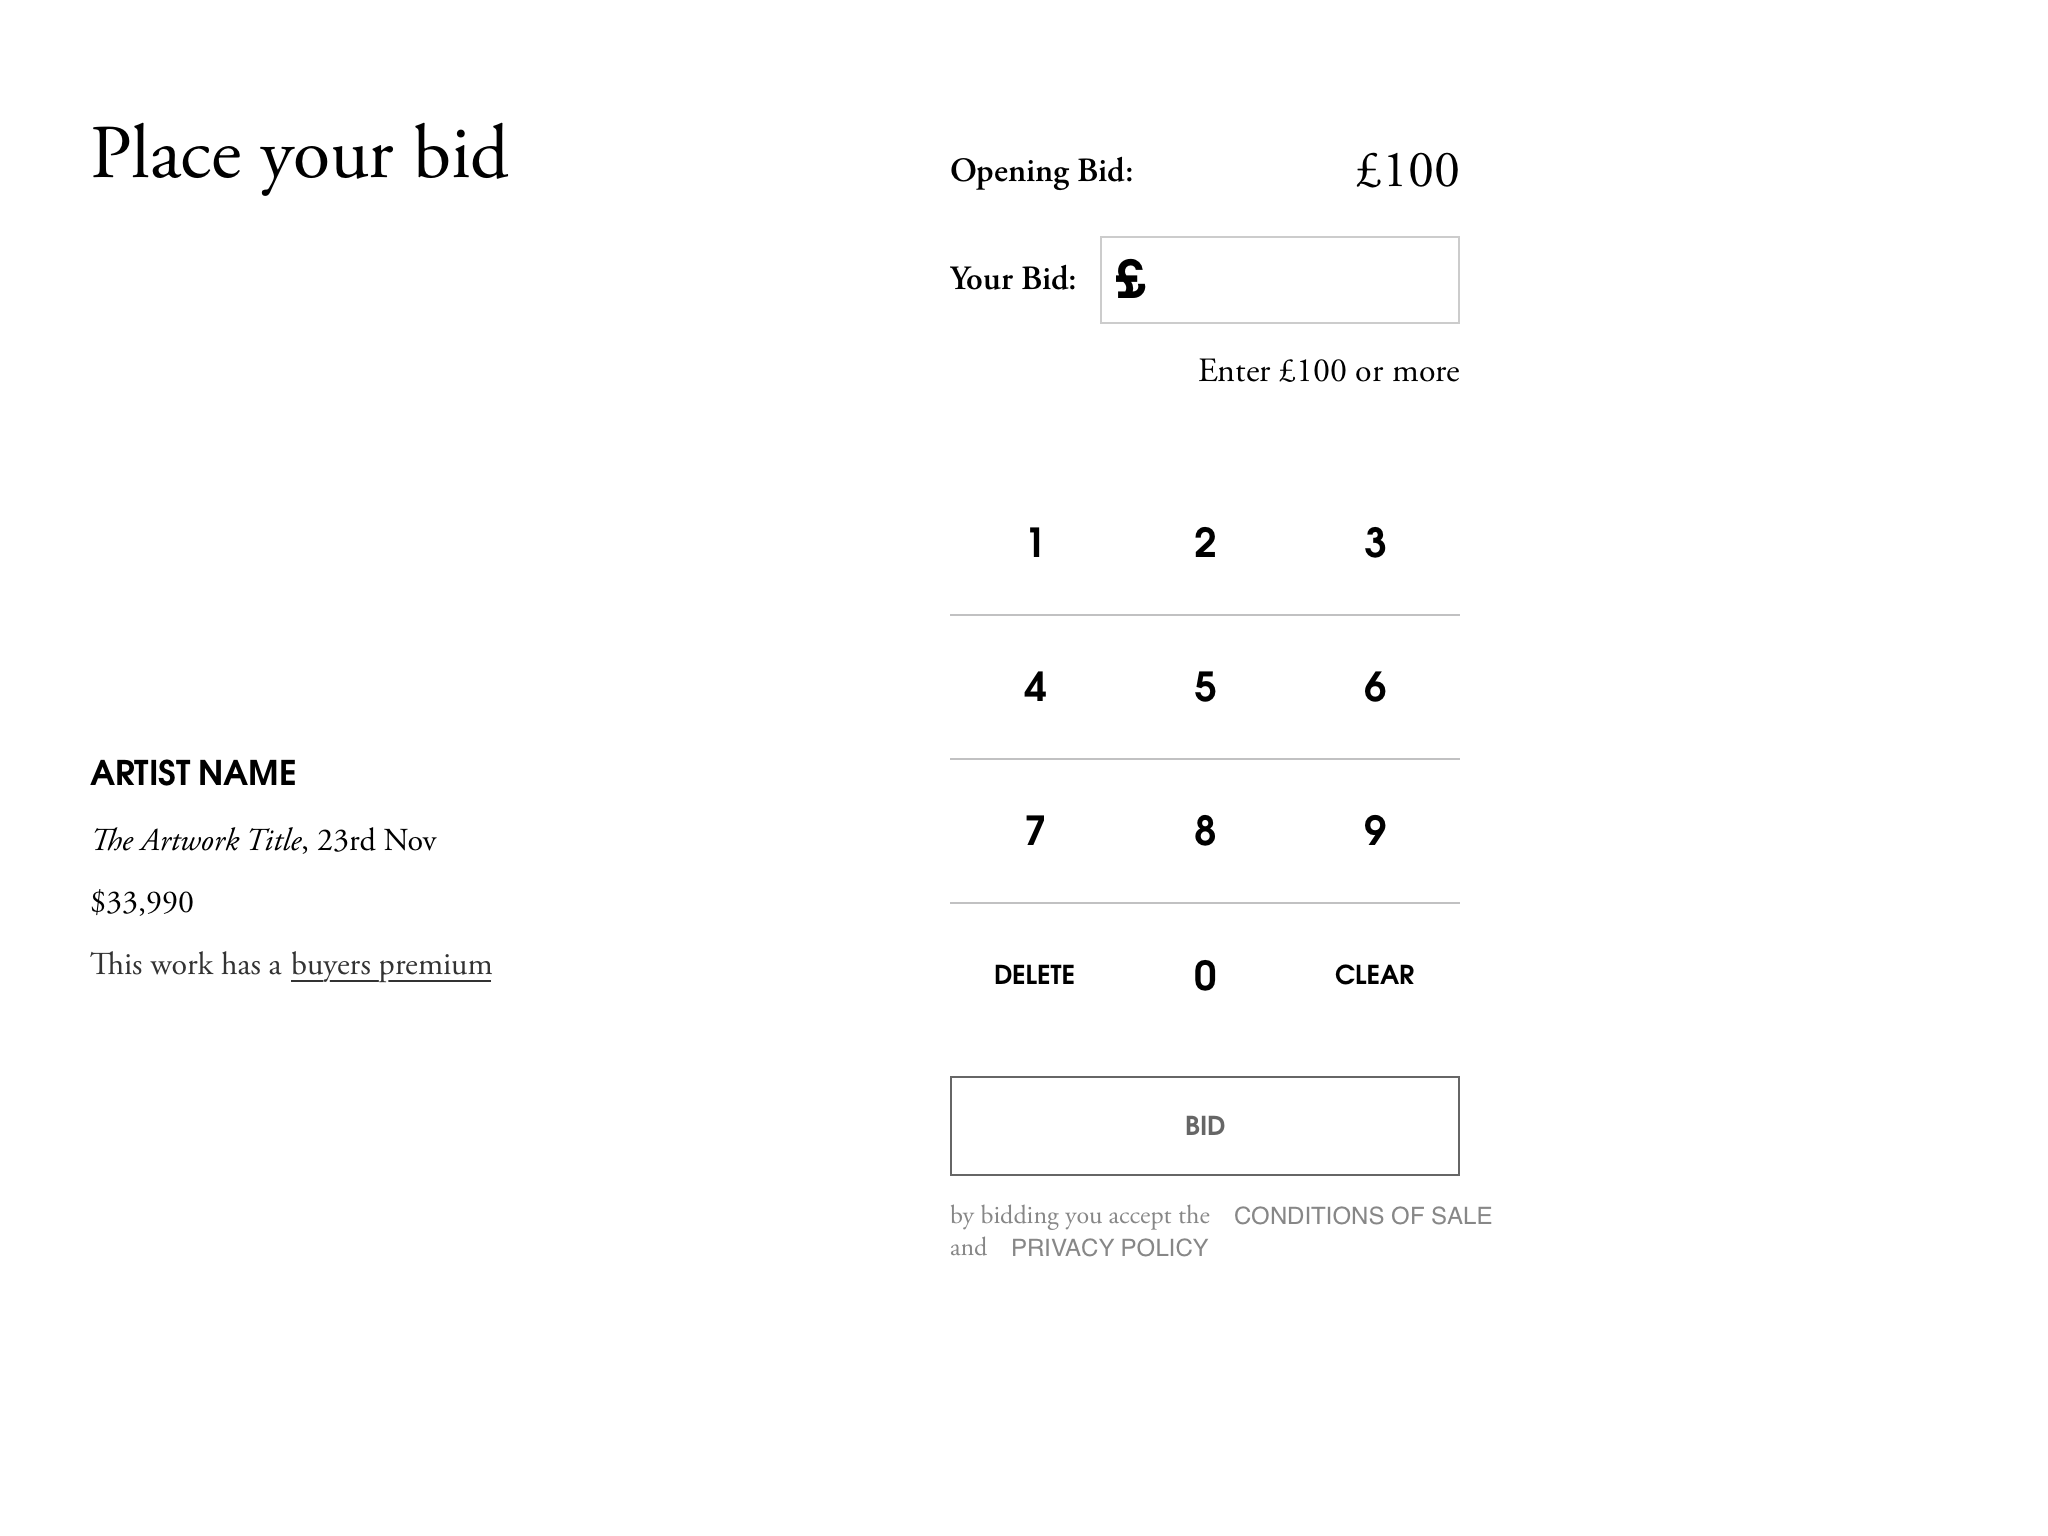 Place your bid
Opening Bid: £100
Your Bid: £
Enter £100 or more
1 2 3
4 5 6
7 8 9
DELETE 0 CLEAR
BID
by bidding you accept the CONDITIONS OF SALE
and PRIVACY POLICY
ARTIST NAME
The Artwork Title, 23rd Nov
$33,990
This work has a buyers premium